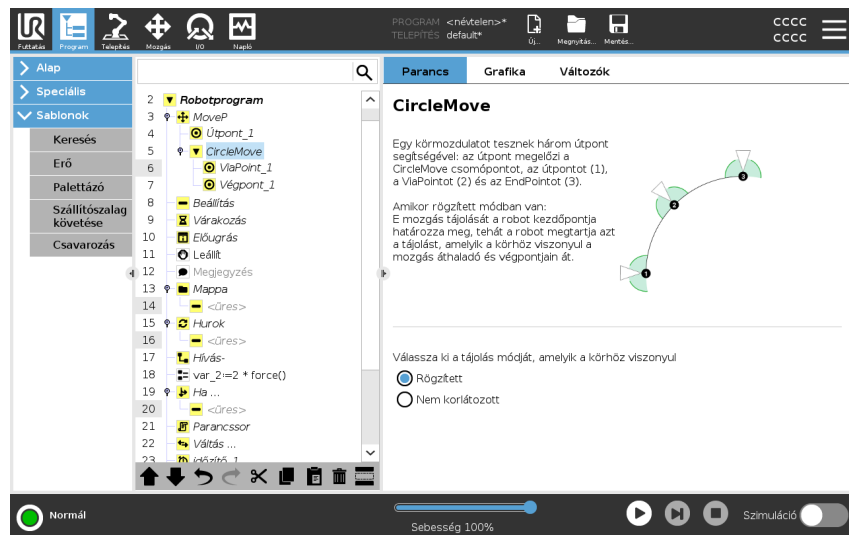 PROGRAM <névtelen>*
TELEPÍTÉS default*
Futtatás
Program
Telepítés
Mozgás
I/O
Napló
Új...
Megnyitás...
Mentés...
cccc
cccc
Alap
Speciális
Sablonok
Keresés
Erő
Palettázó
Szállítószalag
követése
Csavarozás
2 Robotprogram
3 MoveP
4 Útpont_1
5 CircleMove
6 ViaPoint_1
7 Végpont_1
8 Beállítás
9 Várakozás
10 Előugrás
11 Leállít
12 Megjegyzés
13 Mappa
14 <üres>
15 Hurok
16 <üres>
17 Hívás-
18 var_2:=2 * force()
19 Ha ...
20 <üres>
21 Parancssor
22 Váltás ...
23 időzítő_1
Parancs
Grafika
Változók
CircleMove
Egy körmozdulatot tesznek három útpont
segítségével: az útpont megelőzi a
CircleMove csomópontot, az útpontot (1),
a ViaPointot (2) és az EndPointot (3).
Amikor rögzített módban van:
E mozgás tájolását a robot kezdőpontja
határozza meg, tehát a robot megtartja azt
a tájolást, amelyik a körhöz viszonyul a
mozgás áthaladó és végpontjain át.
1
2
3
Válassza ki a tájolás módját, amelyik a körhöz viszonyul
Rögzített
Nem korlátozott
Normál
Sebesség 100%
Szimuláció